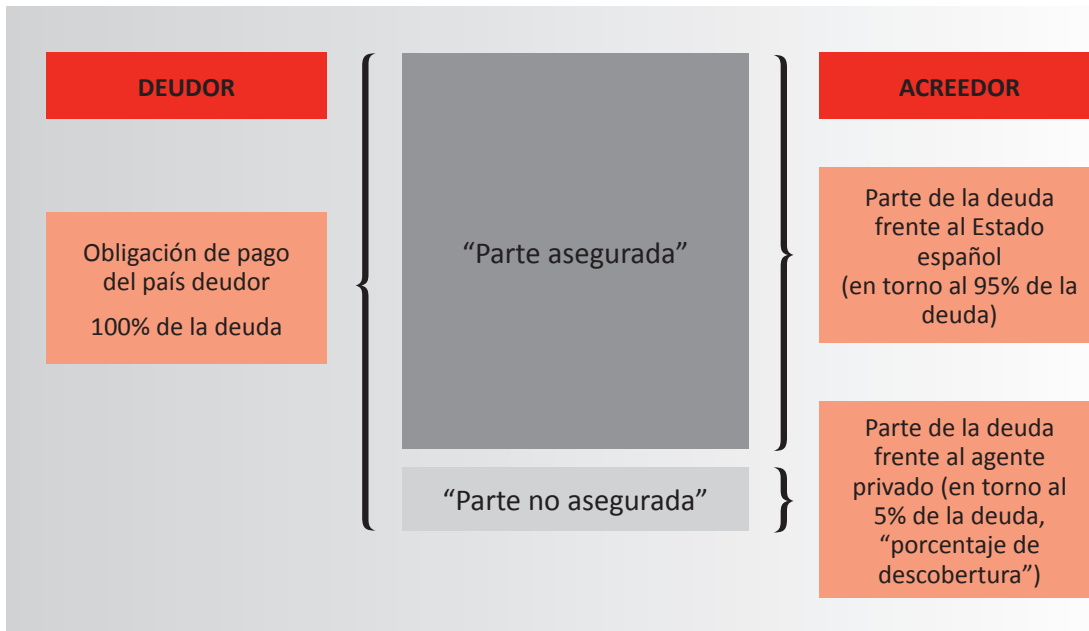 DEUDOR
Obligación de pago
del país deudor
100% de la deuda
“Parte asegurada”
“Parte no asegurada”
ACREEDOR
Parte de la deuda
frente al Estado
español
(en torno al 95% de la
deuda)
Parte de la deuda
frente al agente
privado (en torno al
5% de la deuda,
“porcentaje de
descobertura”)